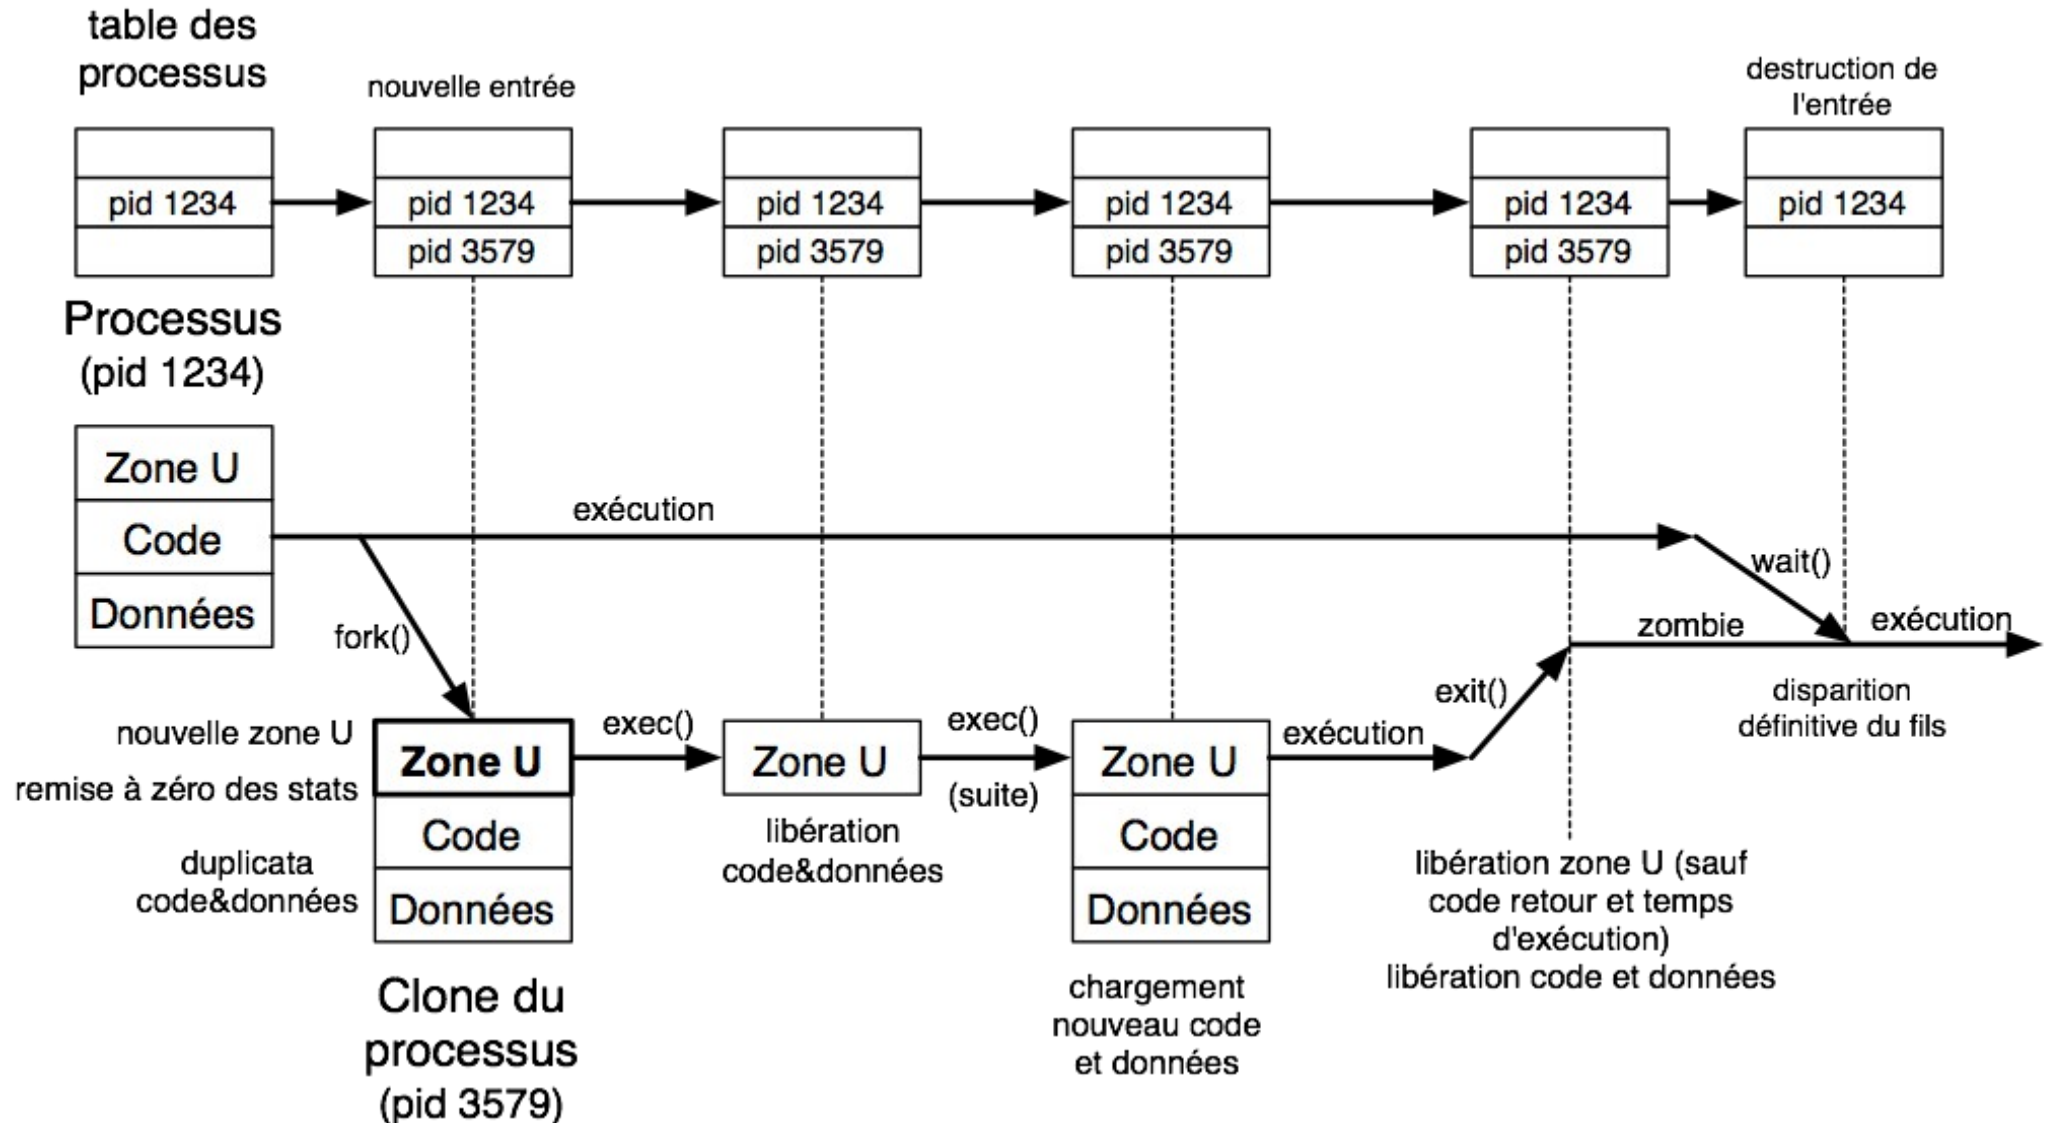 table des
processus
nouvelle entrée
destruction de
l'entrée
pid 1234
pid 1234
pid 3579
pid 1234
pid 3579
pid 1234
pid 3579
pid 1234
pid 3579
pid 1234
Processus
(pid 1234)
Zone U
Code
Données
exécution
wait()
fork()
zombie
exécution
nouvelle zone U
remise à zéro des stats
duplicata
code&données
Zone U
Code
Données
Clone du
processus
(pid 3579)
exec()
Zone U
libération
code&données
exec()
(suite)
Zone U
Code
Données
chargement
nouveau code
et données
exécution
exit()
libération zone U (sauf
code retour et temps
d'exécution)
libération code et données
disparition
définitive du fils